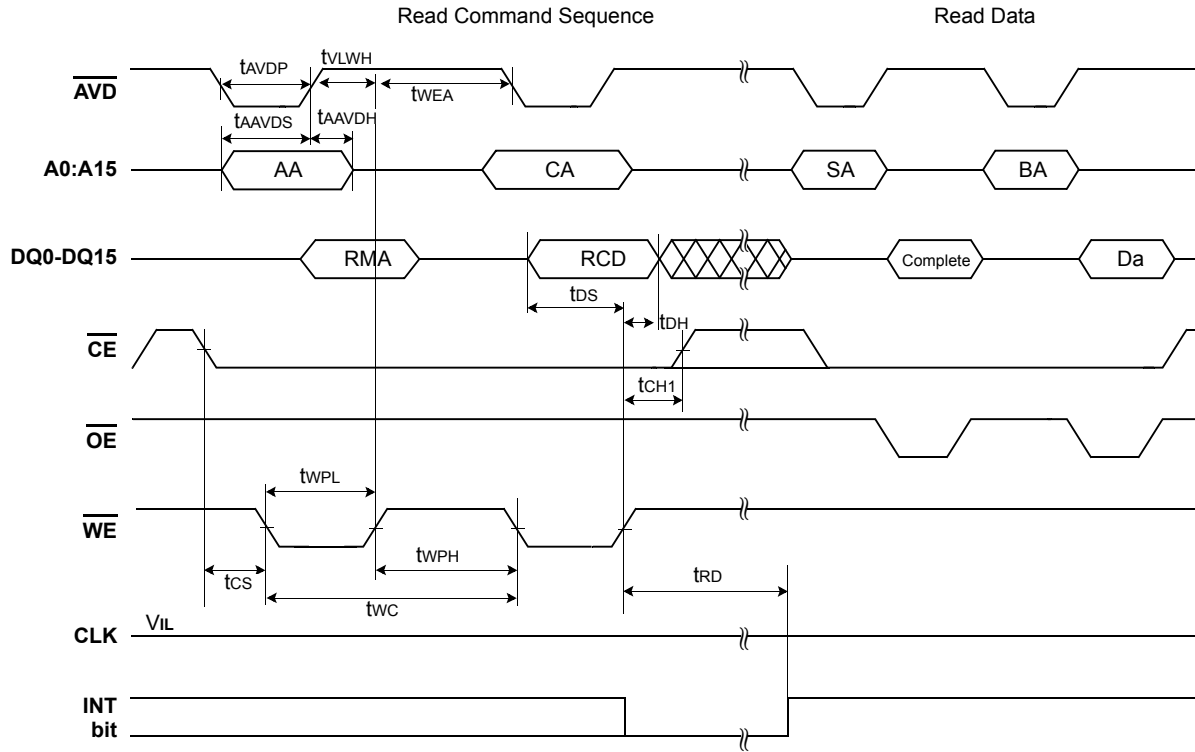 Read Command Sequence
Read Data
AVD
tAVDP
tVLWH
tWEA
tAAVDS
tAAVDH
A0:A15
AA
CA
SA
BA
DQ0-DQ15
RMA
RCD
Complete
Da
tDS
tDH
CE
tCH1
OE
tWPL
WE
tWPH
tCS
tRD
tWC
CLK
VIL
INT
bit